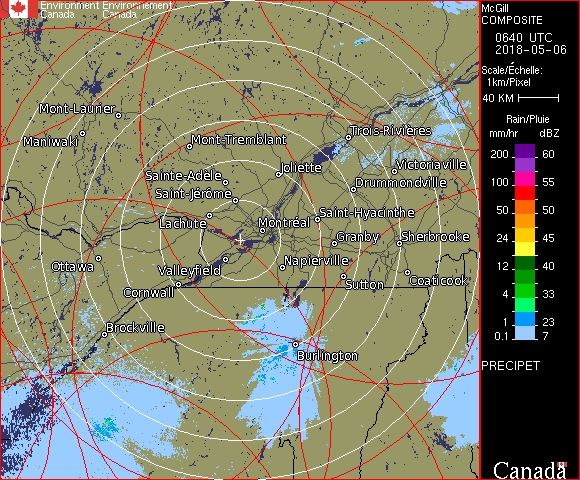 Environment Environnement
Canada Canada
McGill
COMPOSITE
0640 UTC
2018-05-06
Scale/Échelle:
1km/Pixel
40 KM
Rain/Pluie
mm/hr dBZ
200 60
100 55
50 50
24 45
12 40
4 33
1 23
0.1 7
PRECIPET
Canada
Mont-Laurier
Maniwaki
Mont-Tremblant
Trois-Rivières
Sainte-Adèle
Joliette
Victoriaville
Saint-Jérôme
Drummondville
Lachute
Montréal
Saint-Hyacinthe
Granby
Sherbrooke
Ottawa
Valleyfield
Napierville
Cornwall
Sutton
Coaticook
Brockville
Burlington